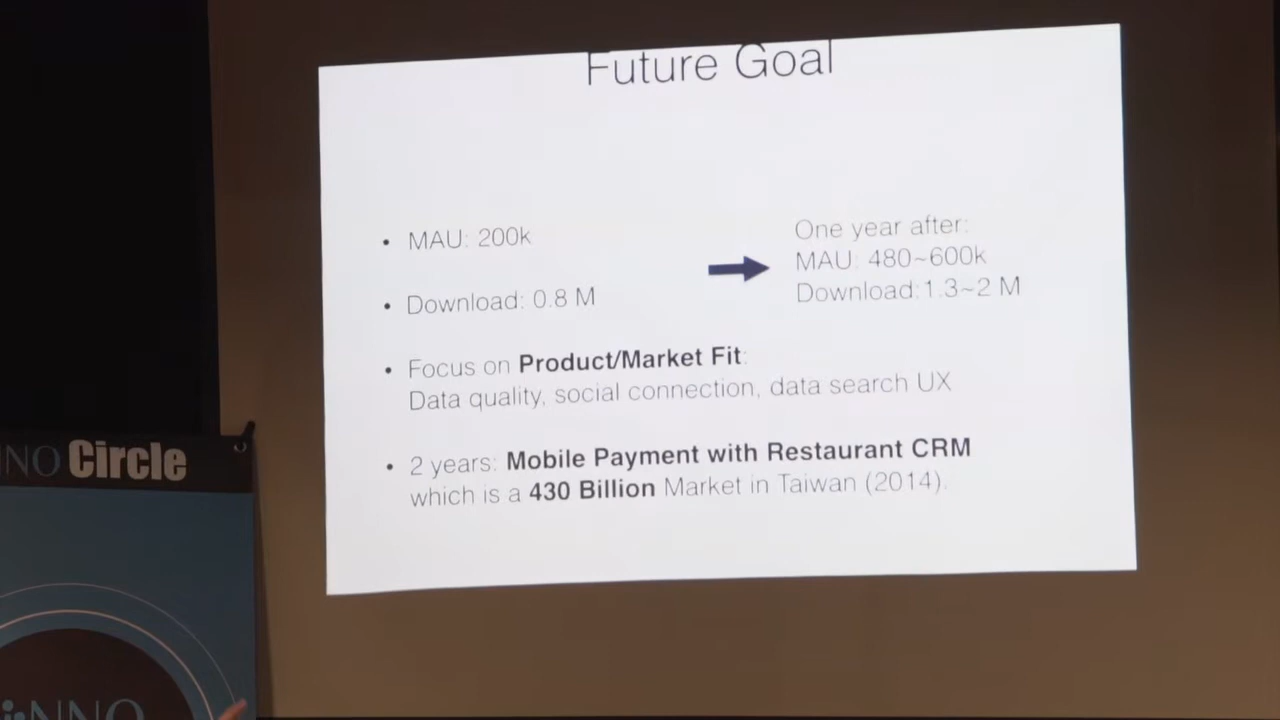 Future Goal
• MAU: 200k
• Download: 0.8 M
One year after:
MAU: 480~600k
Download:1.3~2 M
• Focus on Product/Market Fit:
Data quality, social connection, data search UX
• 2 years: Mobile Payment with Restaurant CRM
which is a 430 Billion Market in Taiwan (2014).
NNO Circle
iNNO